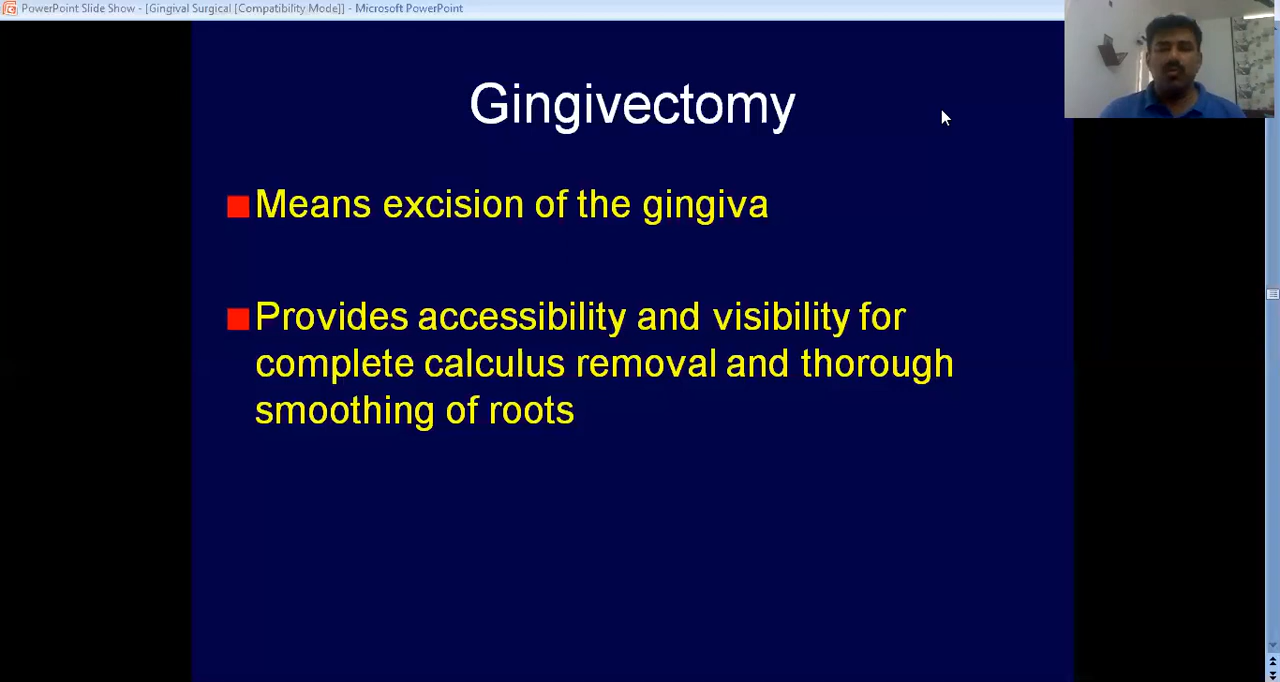 PowerPoint Slide Show - [Gingival Surgical [Compatibility Mode]] - Microsoft PowerPoint
Gingivectomy
Means excision of the gingiva
Provides accessibility and visibility for
complete calculus removal and thorough
smoothing of roots